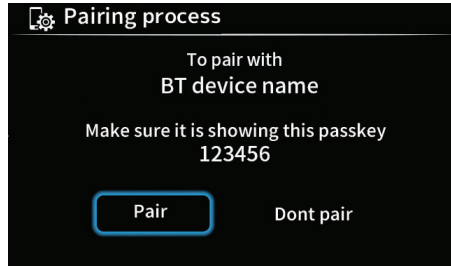 Pairing process
To pair with
BT device name
Make sure it is showing this passkey
123456
Pair
Dont pair